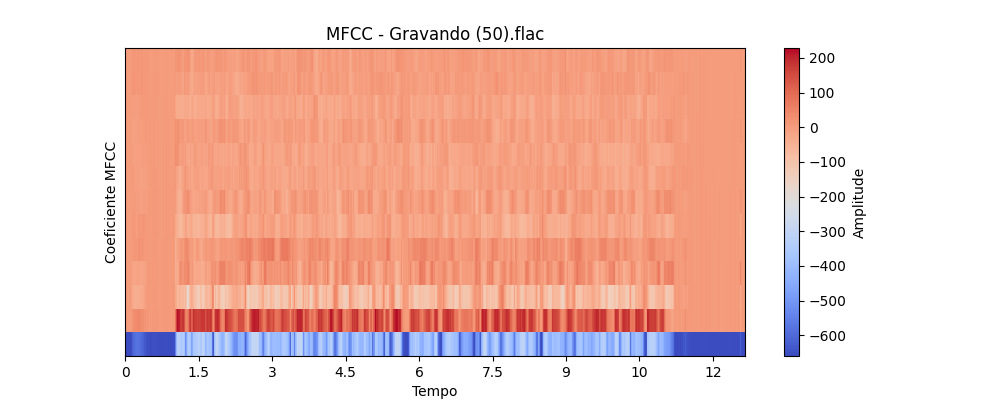 MFCC - Gravando (50).flac
Coeficiente MFCC
0 1.5 3 4.5 6 7.5 9 10 12
Tempo
200
100
0
−100
−200
−300
−400
−500
−600
Amplitude